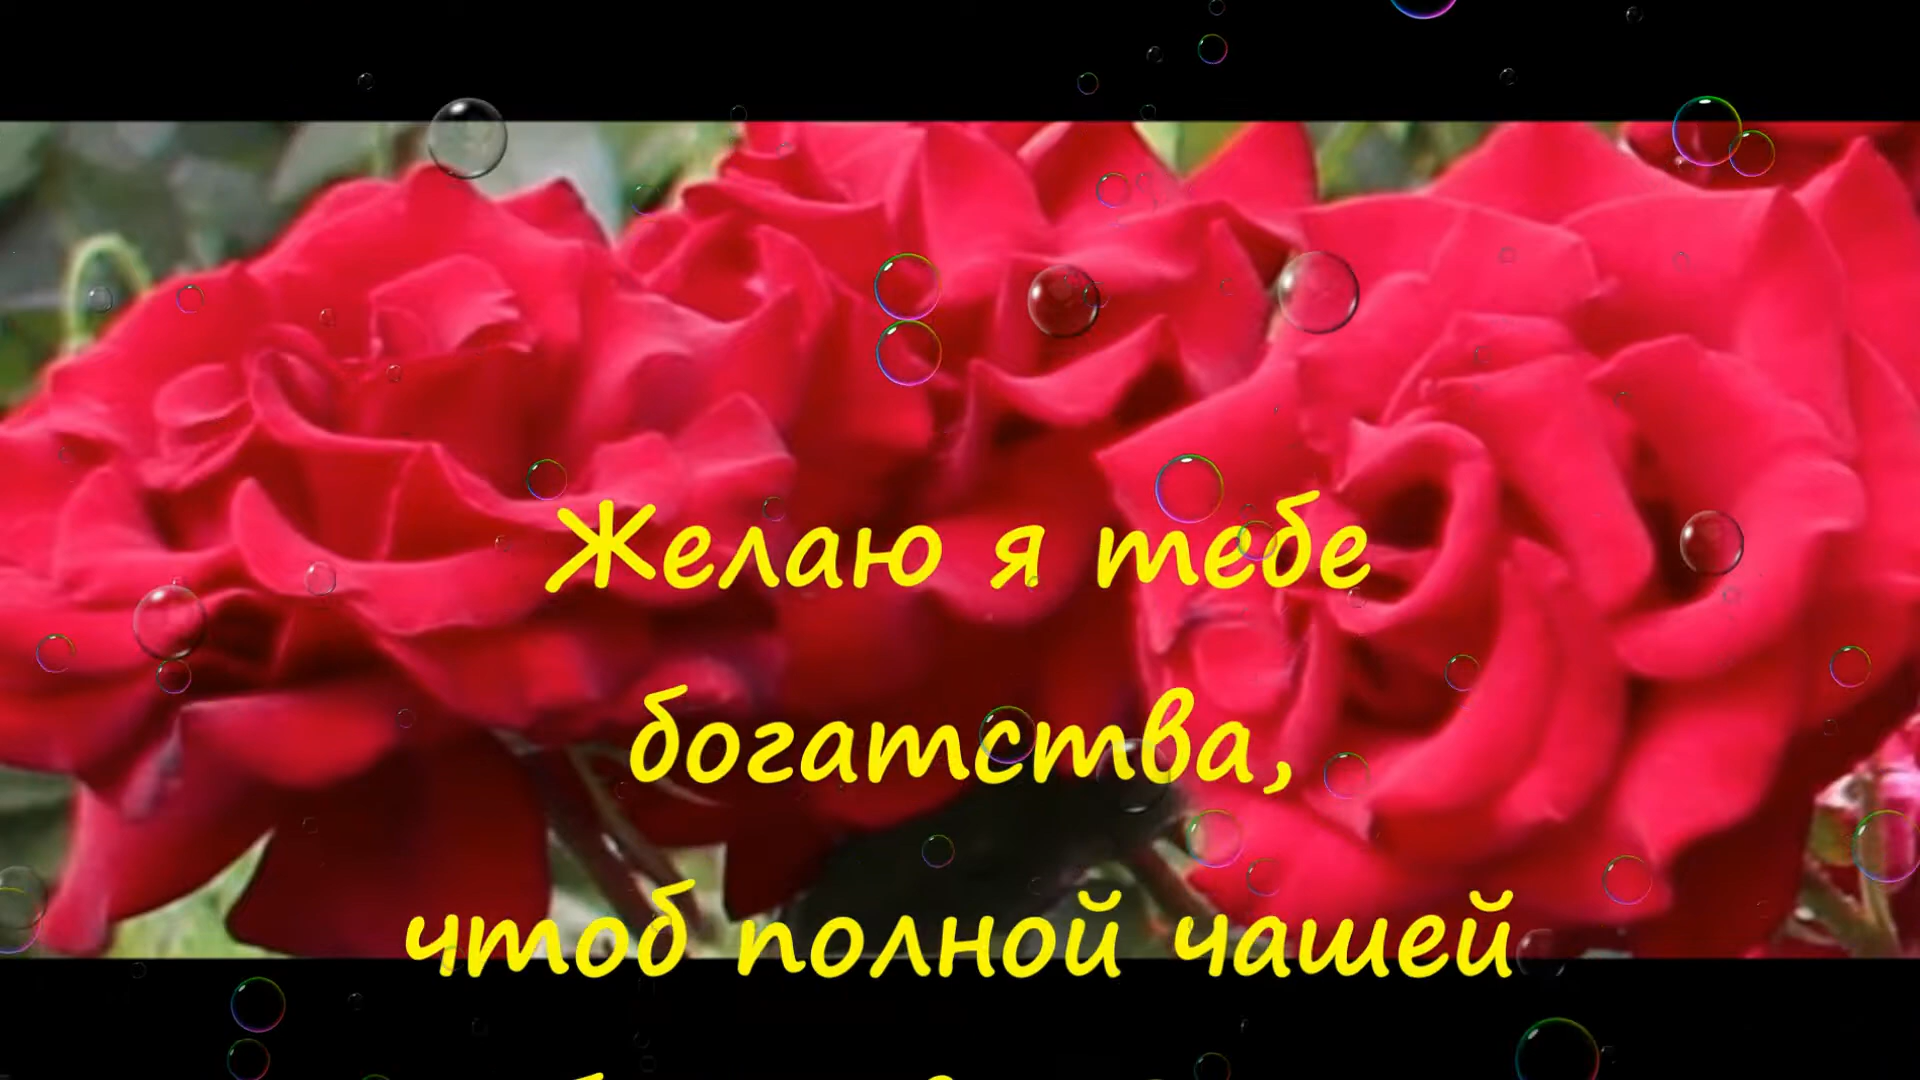 Желаю я тебе
богатства,
чтоб полной чашей